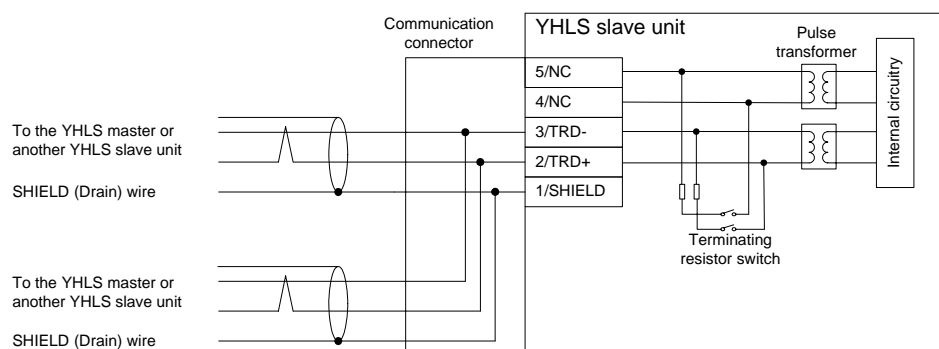 Communication
connector
YHLS slave unit
Pulse
transformer
5/NC
4/NC
3/TRD-
2/TRD+
1/SHIELD
Internal circuitry
To the YHLS master or
another YHLS slave unit
SHIELD (Drain) wire
Terminating
resistor switch
To the YHLS master or
another YHLS slave unit
SHIELD (Drain) wire